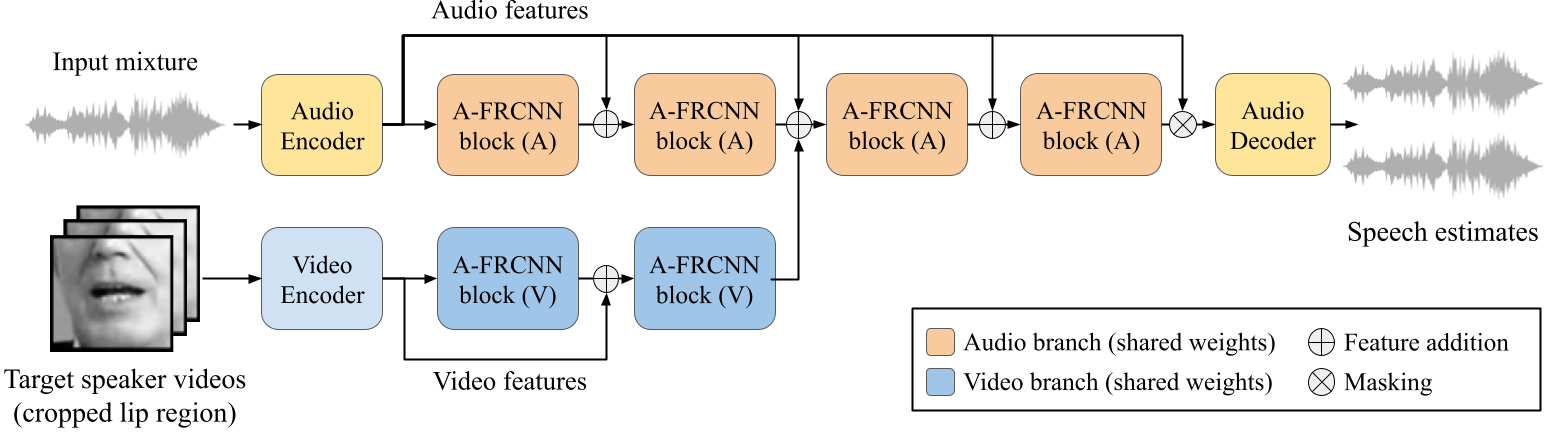 Audio features
Input mixture
Audio
Encoder
A-FRCNN
block (A)
A-FRCNN
block (A)
A-FRCNN
block (A)
A-FRCNN
block (A)
Audio
Decoder
Speech estimates
Video
Encoder
A-FRCNN
block (V)
A-FRCNN
block (V)
Video features
Target speaker videos
(cropped lip region)
Audio branch (shared weights)
Feature addition
Video branch (shared weights)
Masking